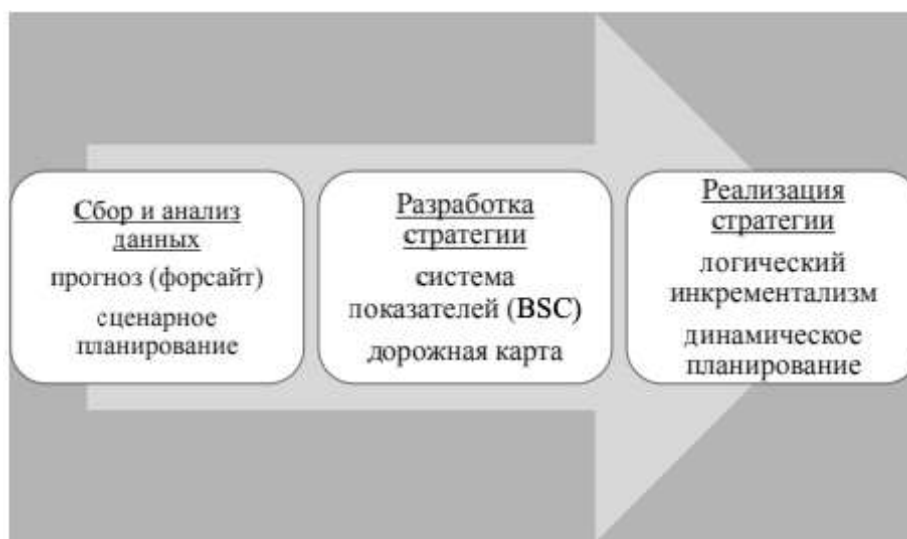 Сбор и анализ
данных
прогноз (форсайт)
сценарное
планирование
Разработка
стратегии
система
показателей (BSC)
дорожная карта
Реализация
стратегии
логический
инкрементализм
динамическое
планирование